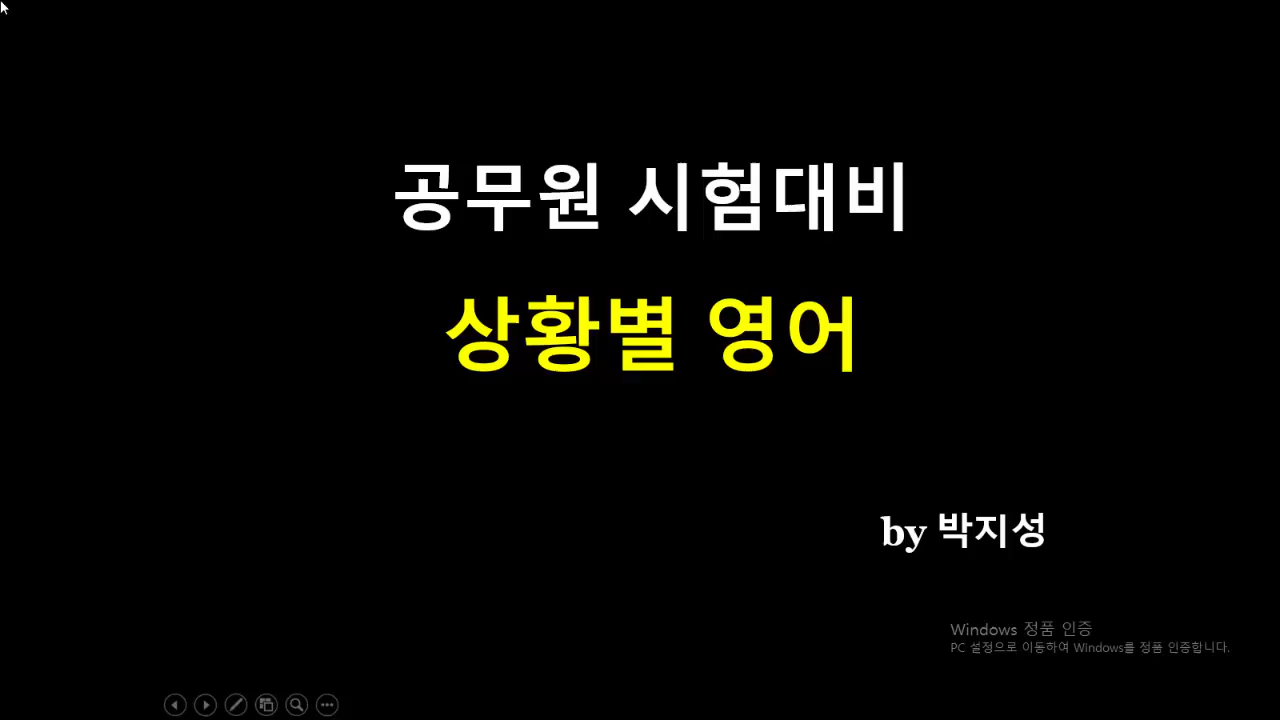 공무원 시험대비
상황별 영어
by 박지성
Windows 정품 인증
PC 설정으로 이동하여 Windows를 정품 인증합니다.